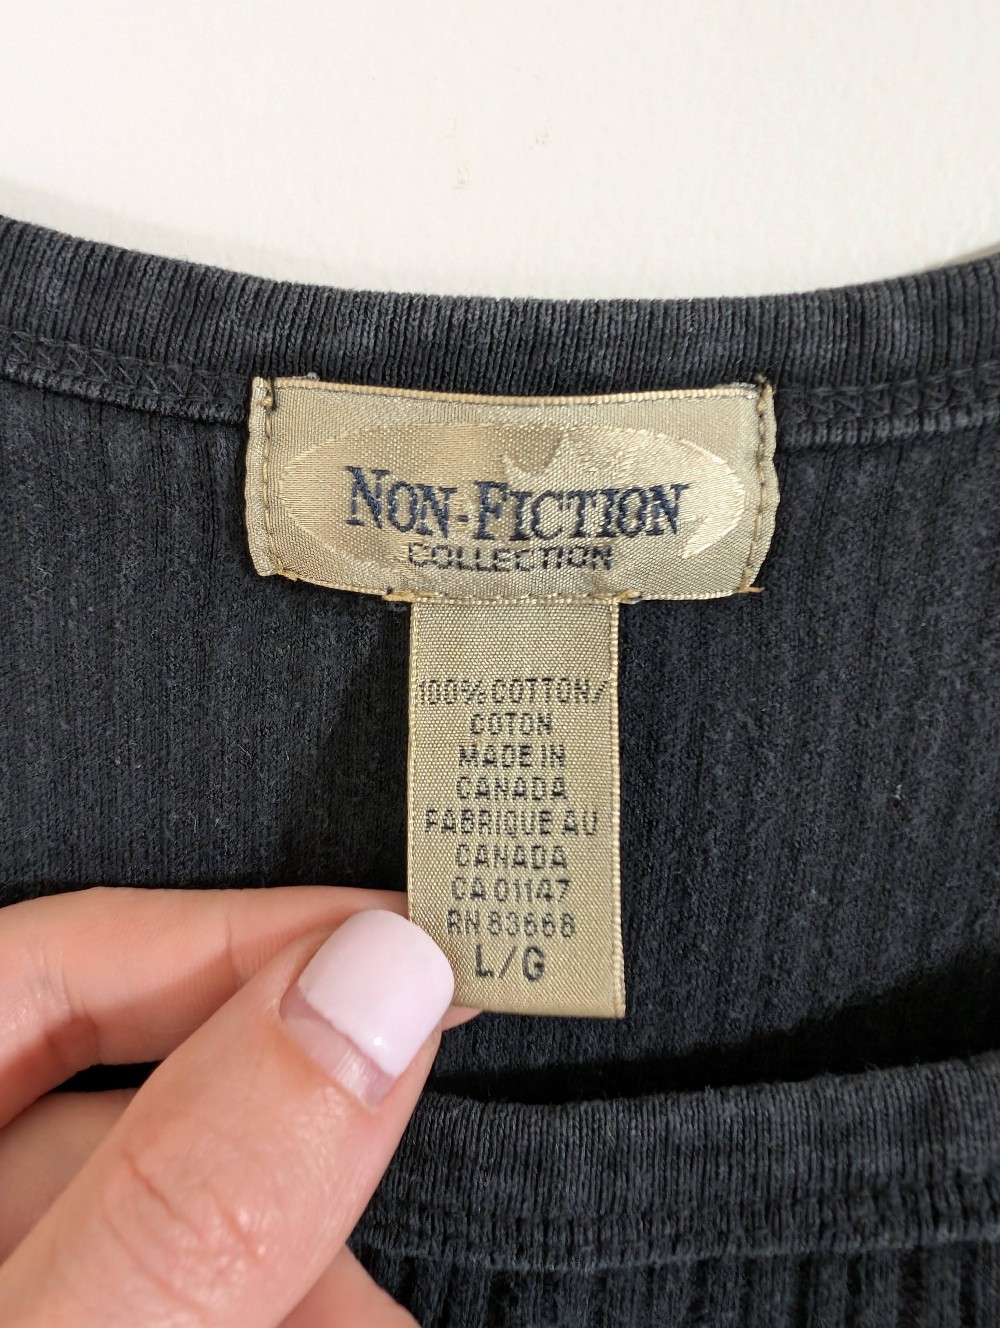 NON-FICTION
COLLECTION
100% COTTON/
COTON
MADE IN
CANADA
FABRIQUE AU
CANADA
CA 01147
RN 83668
L/G